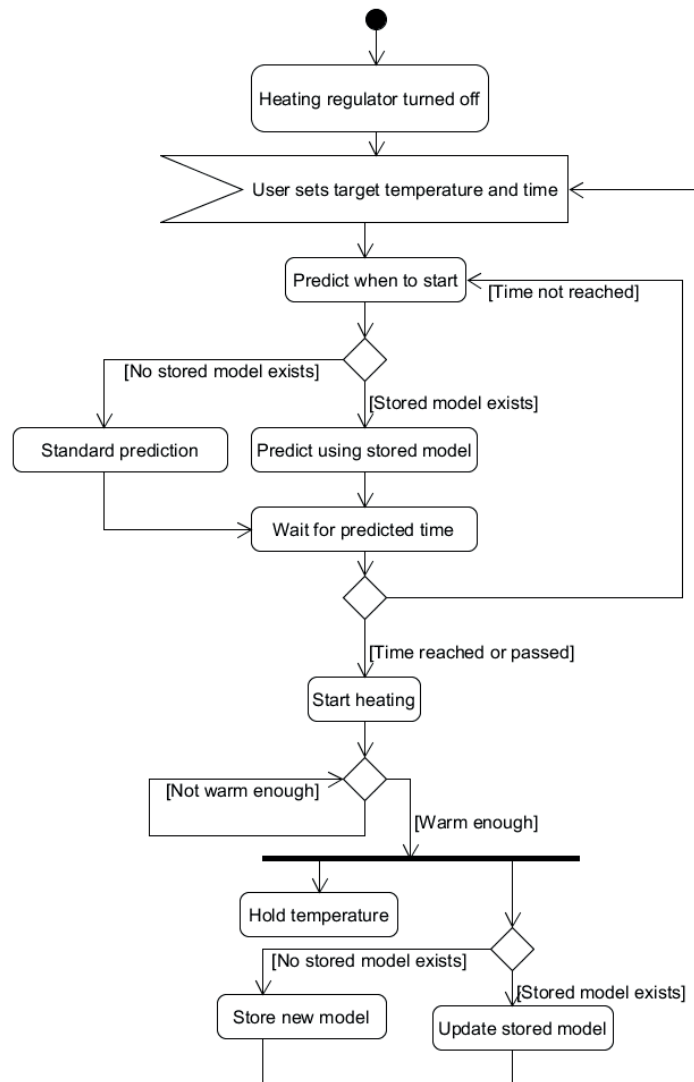 Heating regulator turned off
User sets target temperature and time
Predict when to start
[Time not reached]
[No stored model exists]
[Stored model exists]
Standard prediction
Predict using stored model
Wait for predicted time
[Time reached or passed]
Start heating
[Not warm enough]
[Warm enough]
Hold temperature
[No stored model exists]
[Stored model exists]
Store new model
Update stored model